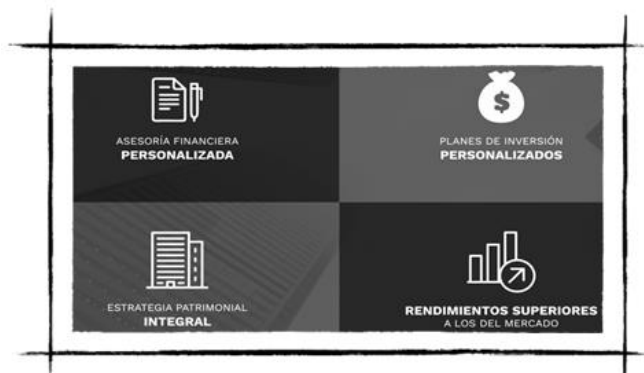 ASESORÍA FINANCIERA
PERSONALIZADA
$
PLANES DE INVERSIÓN
PERSONALIZADOS
ESTRATEGIA PATRIMONIAL
INTEGRAL
RENDIMIENTOS SUPERIORES
A LOS DEL MERCADO